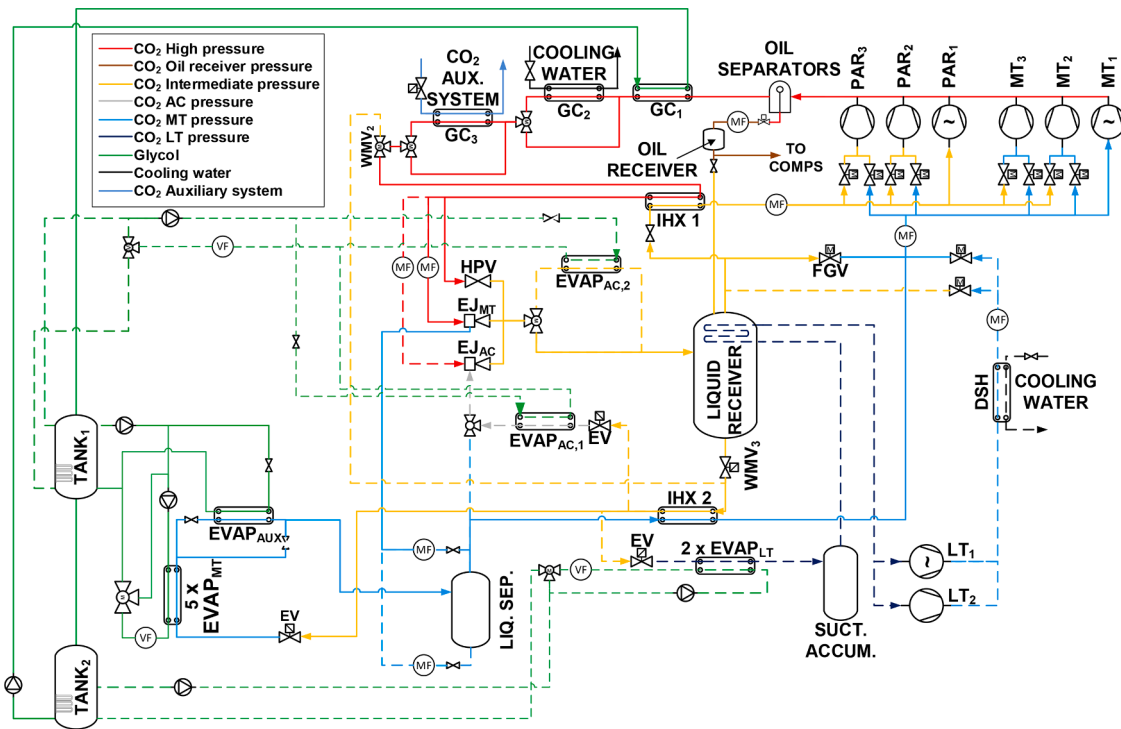 CO₂ High pressure
CO₂ Oil receiver pressure
CO₂ Intermediate pressure
CO₂ AC pressure
CO₂ MT pressure
CO₂ LT pressure
Glycol
Cooling water
CO₂ Auxiliary system
CO₂
AUX.
SYSTEM
GC₃
COOLING
WATER
GC₂
GC₁
OIL
SEPARATORS
MF
OIL
RECEIVER
TO
COMPS
PAR₃
PAR₂
PAR₁
MT₃
MT₂
MT₁
~
~
M
M
M
M
M
M
M
M
WMV₂
IHX 1
MF
MF
VF
MF
MF
HPV
EJMT
EJAC
EVAPAC,2
M
FGV
M
M
MF
LIQUID
RECEIVER
DSH
COOLING
WATER
EVAPAC,1
EV
WMV₃
TANK₁
EVAPAUX
IHX 2
MF
EV
2 x EVAPLT
M
VF
5 x
EVAPMT
M
VF
EV
LIQ. SEP.
MF
SUCT.
ACCUM.
~
LT₁
LT₂
TANK₂